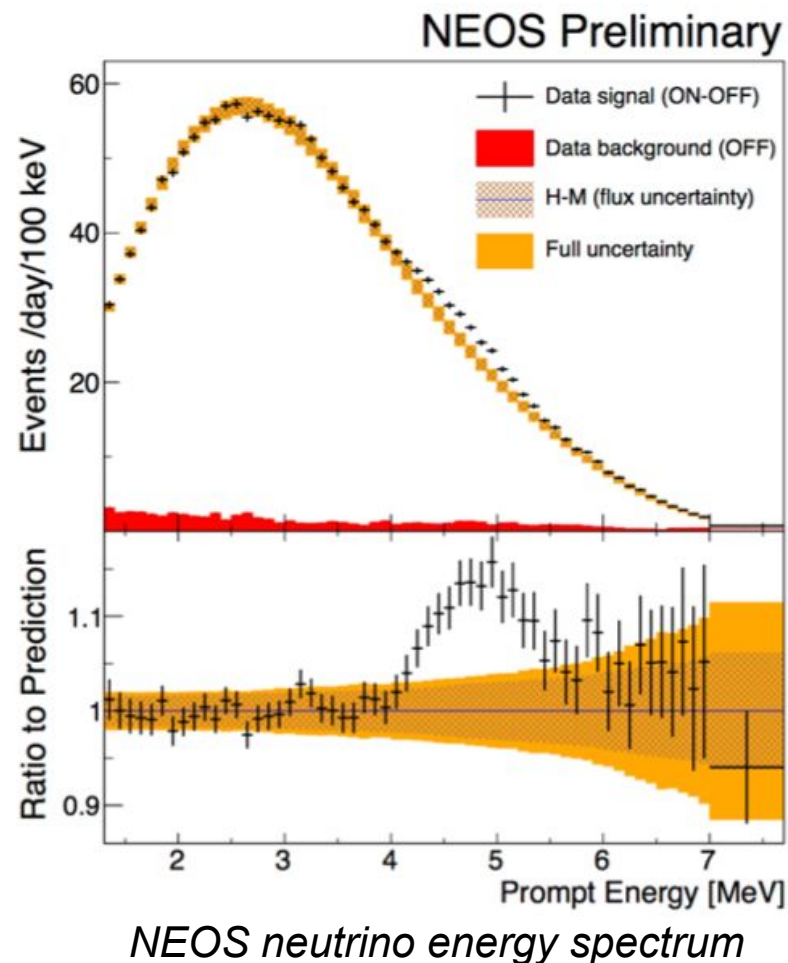 NEOS Preliminary
60
40
20
Events /day/100 keV
Data signal (ON-OFF)
Data background (OFF)
H-M (flux uncertainty)
Full uncertainty
1.1
1
0.9
Ratio to Prediction
2 3 4 5 6 7
Prompt Energy [MeV]
NEOS neutrino energy spectrum